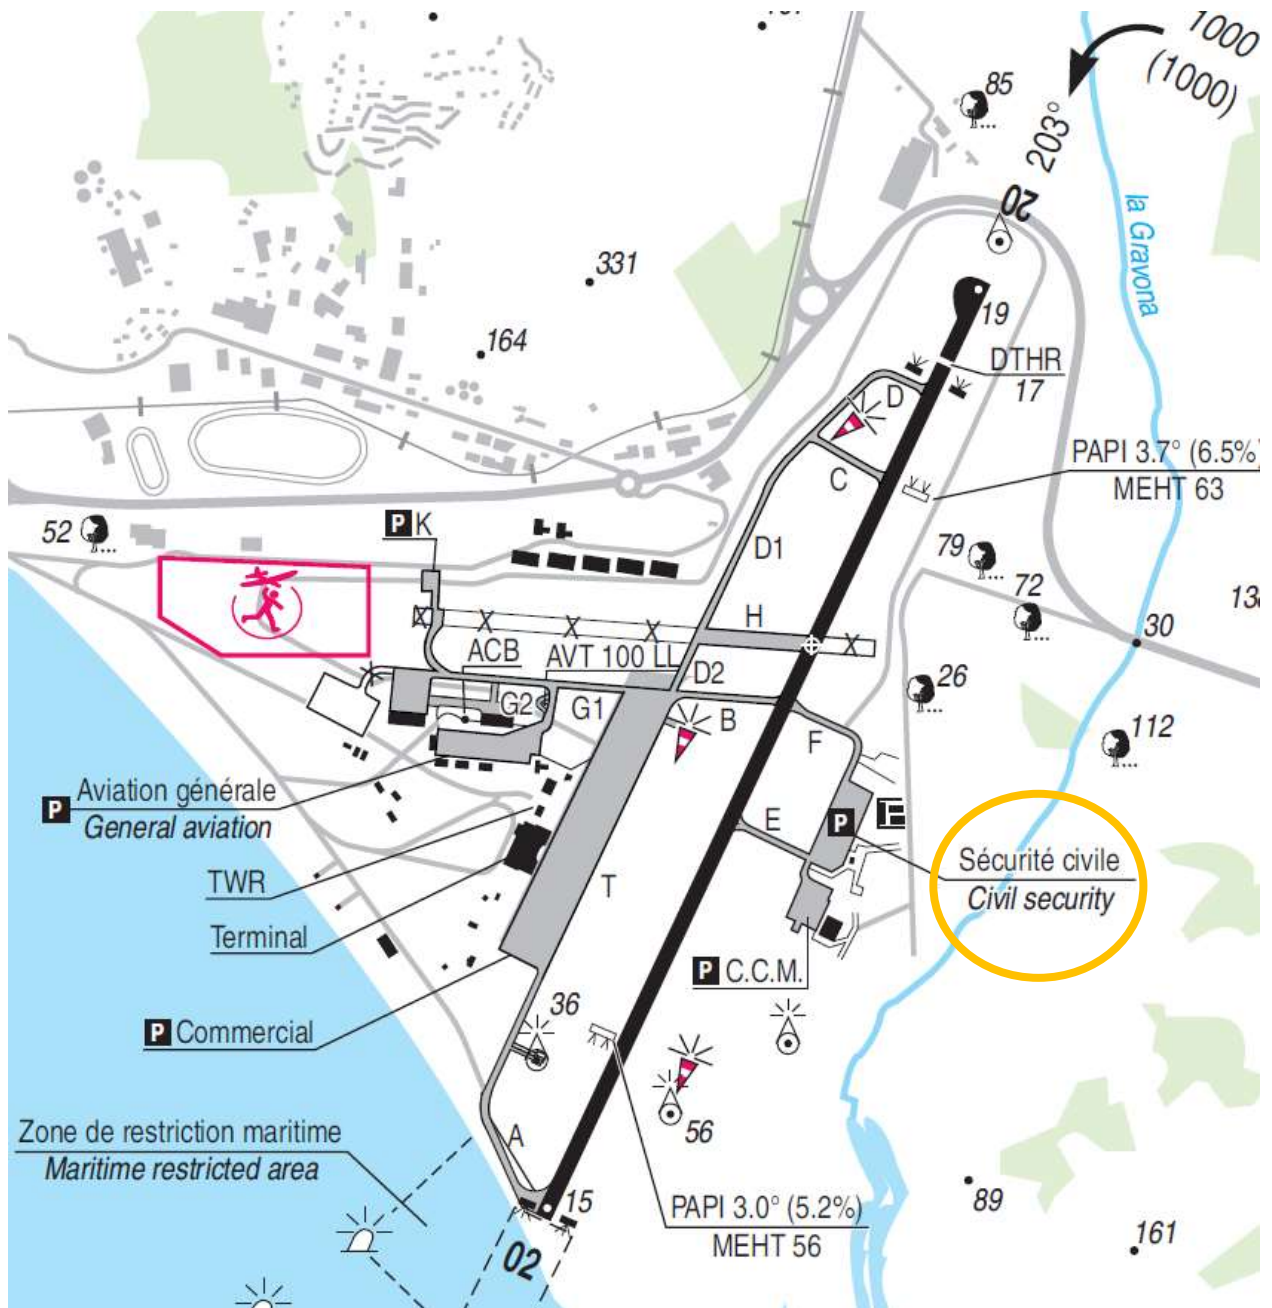 1000
(1000)
85
203°
20
la Gravona
331
19
164
DTHR
17
D
PAPI 3.7° (6.5%)
MEHT 63
C
52
P K
D1
79
72
H
30
X
X
X
X
X
ACB
AVT 100 LL
D2
26
G2
G1
B
F
112
Aviation générale
P
General aviation
E
P
Sécurité civile
Civil security
TWR
T
Terminal
P C.C.M.
36
P Commercial
56
Zone de restriction maritime
Maritime restricted area
A
15
89
PAPI 3.0° (5.2%)
MEHT 56
161
02